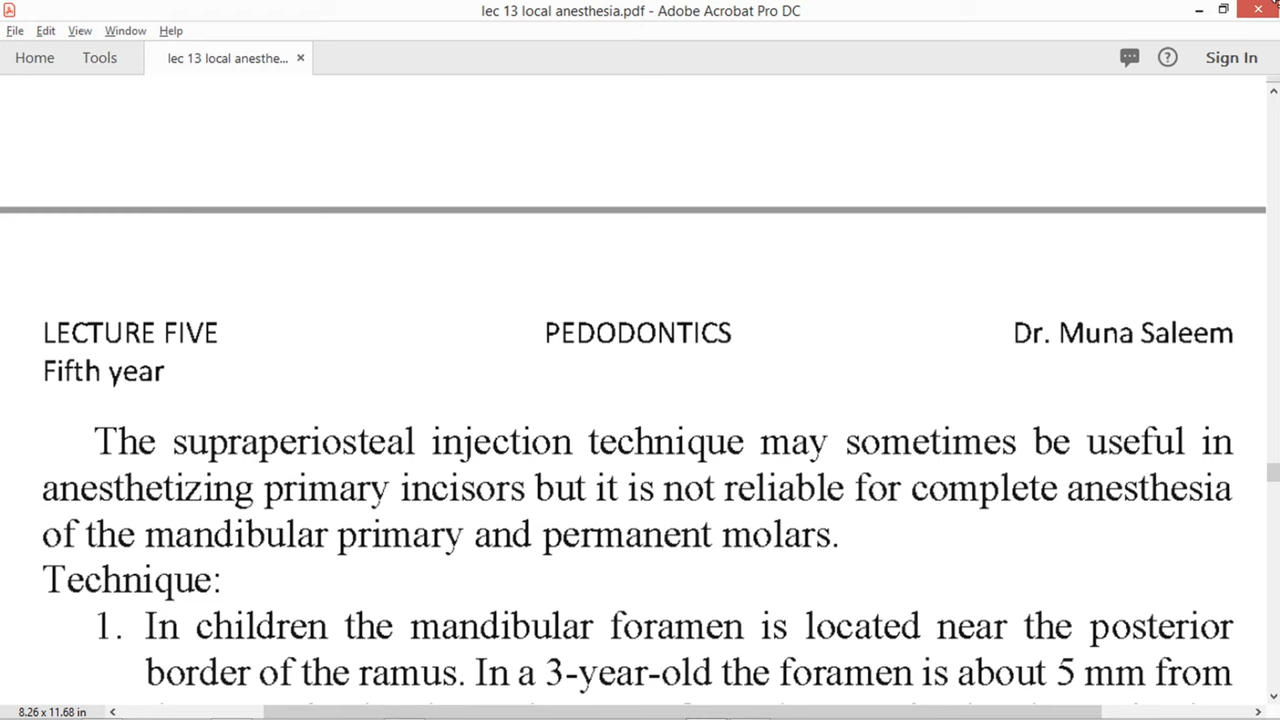 lec 13 local anesthesia.pdf - Adobe Acrobat Pro DC
File Edit View Window Help
Home Tools lec 13 local anesthe... × Sign In
LECTURE FIVE PEDODONTICS Dr. Muna Saleem
Fifth year
The supraperiosteal injection technique may sometimes be useful in
anesthetizing primary incisors but it is not reliable for complete anesthesia
of the mandibular primary and permanent molars.
Technique:
1. In children the mandibular foramen is located near the posterior
border of the ramus. In a 3-year-old the foramen is about 5 mm from
8.26 x 11.68 in